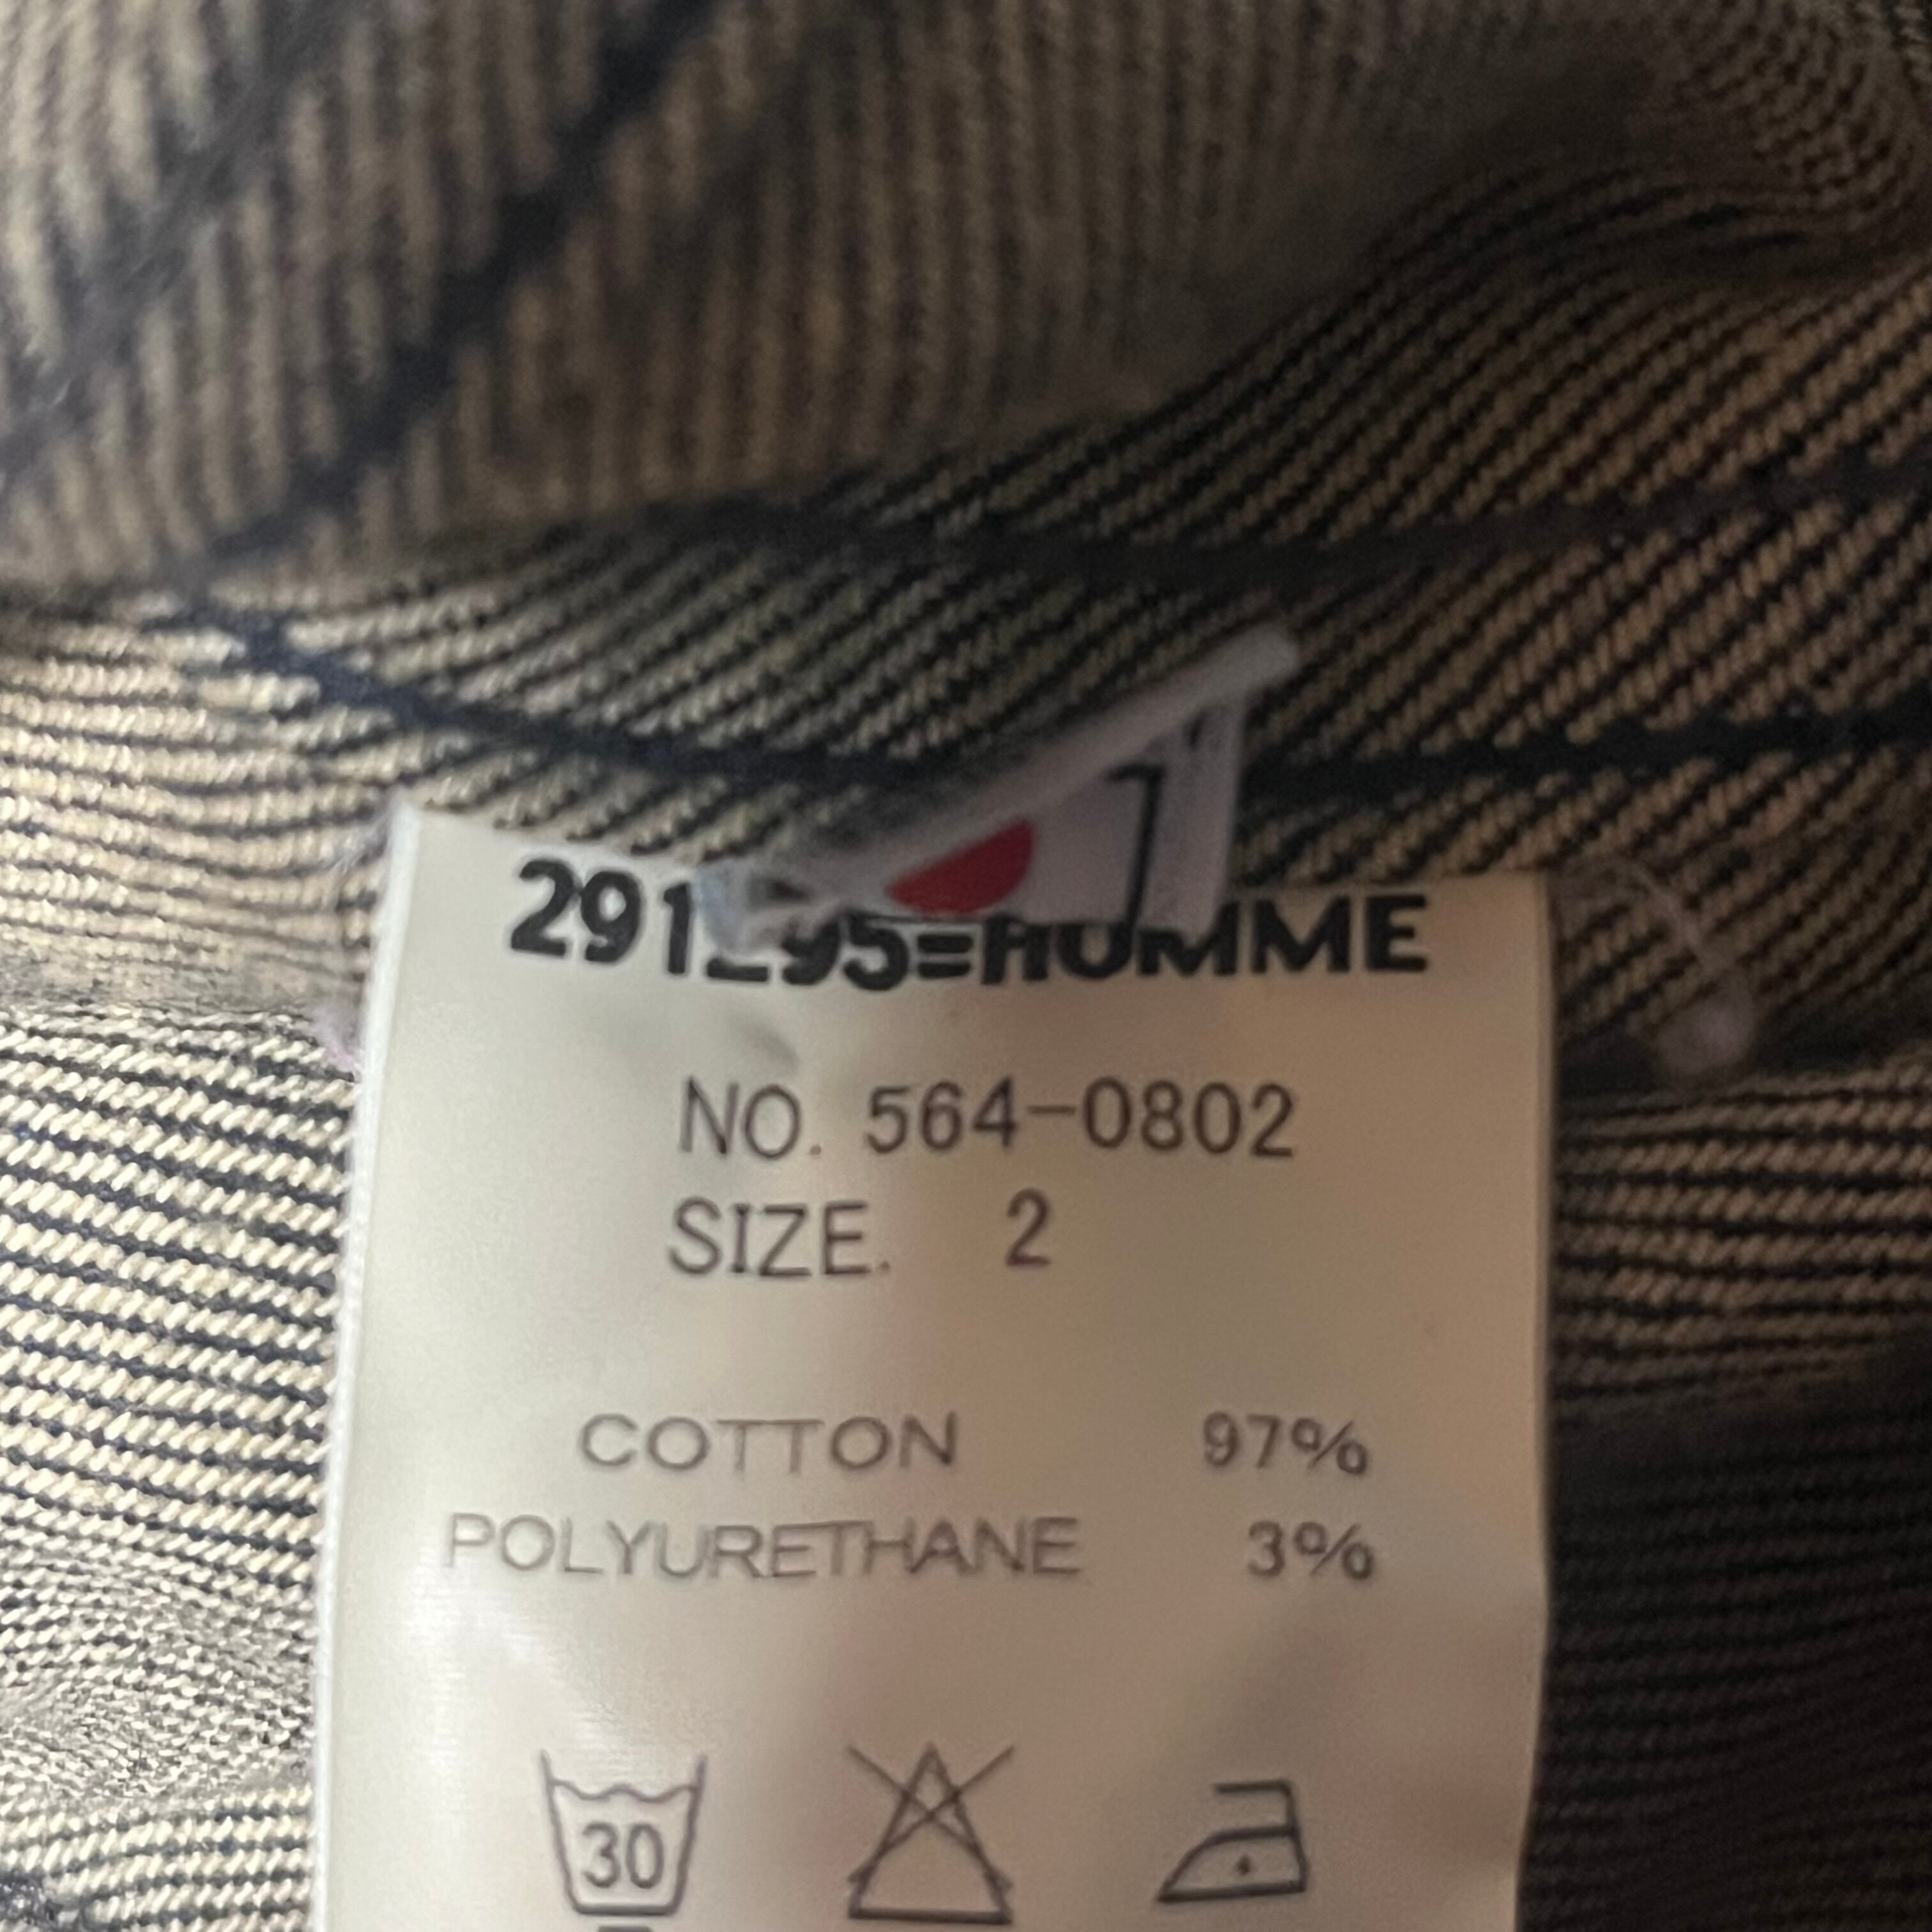 291295=HOMME
NO. 564-0802
SIZE. 2
COTTON 97%
POLYURETHANE 3%
30